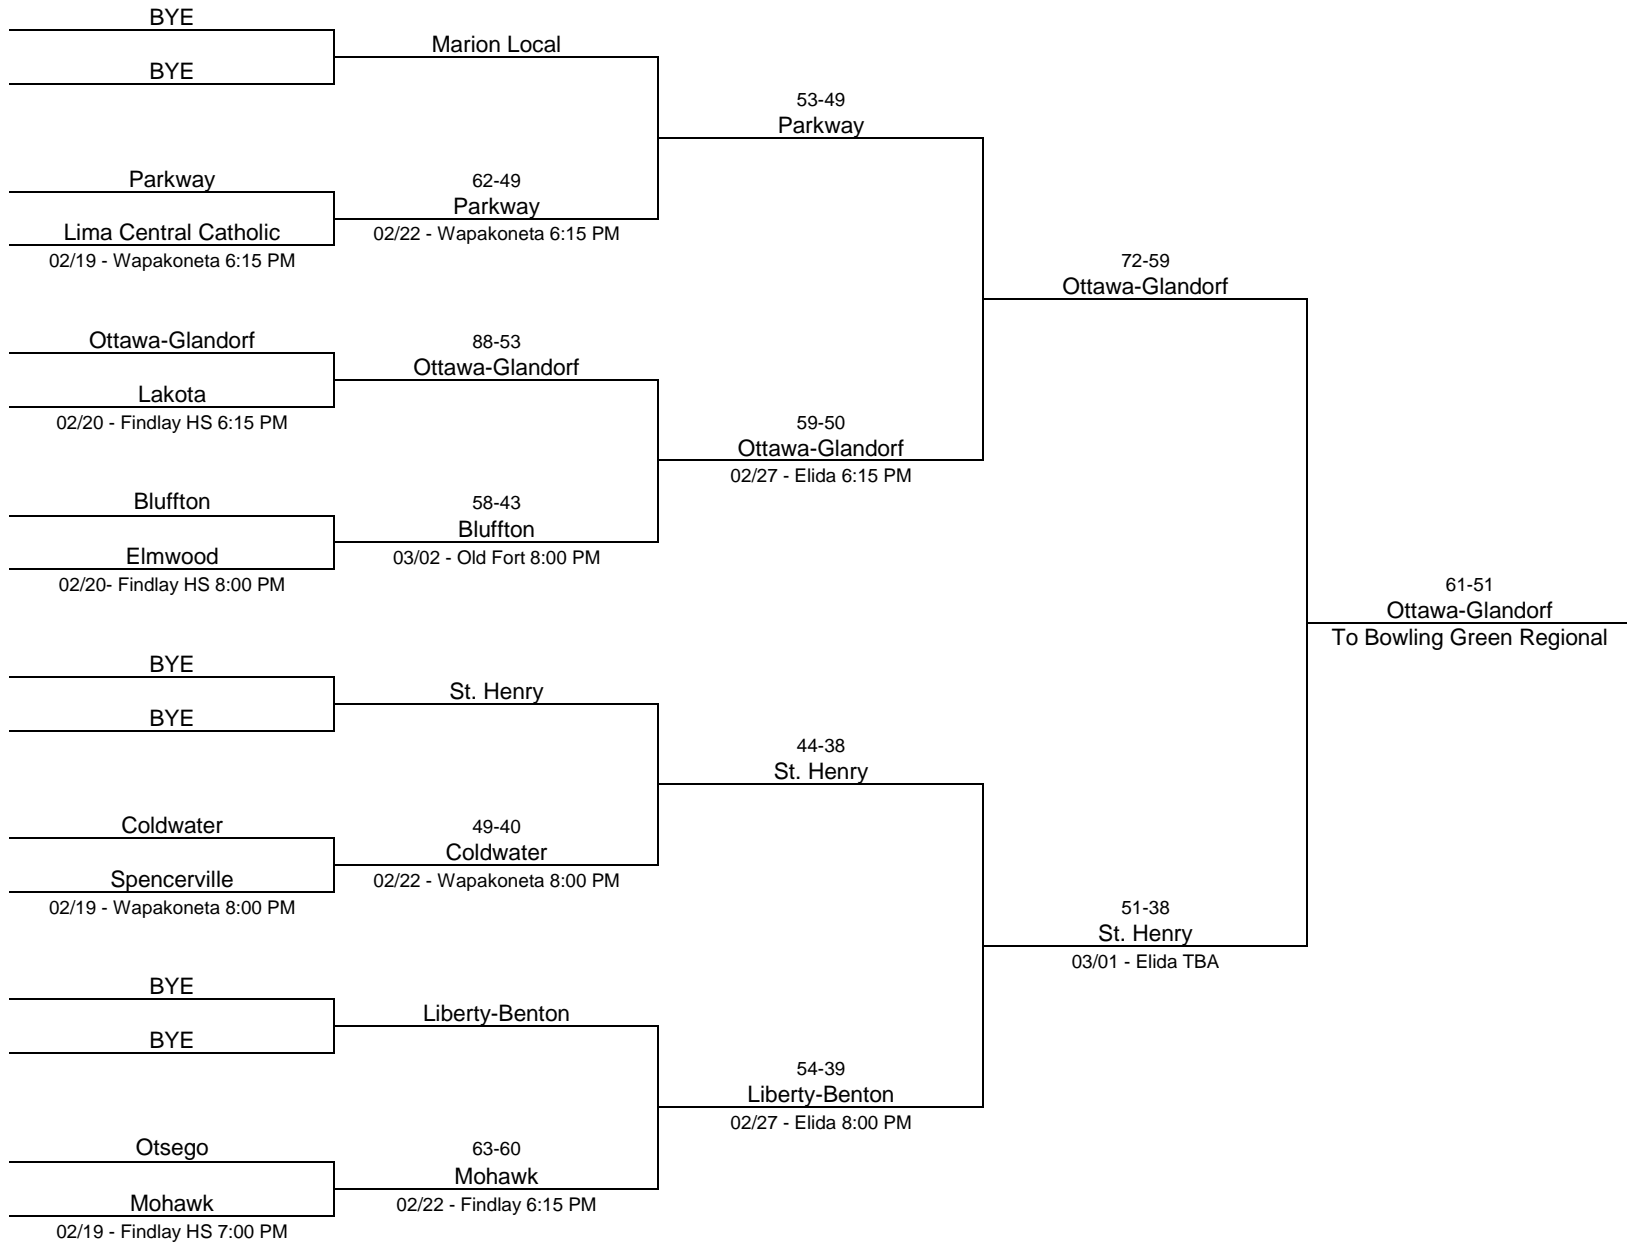 BYE
BYE
Marion Local
53-49
Parkway
Parkway
Lima Central Catholic
02/19 - Wapakoneta 6:15 PM
62-49
Parkway
02/22 - Wapakoneta 6:15 PM
72-59
Ottawa-Glandorf
Ottawa-Glandorf
Lakota
02/20 - Findlay HS 6:15 PM
88-53
Ottawa-Glandorf
59-50
Ottawa-Glandorf
02/27 - Elida 6:15 PM
Bluffton
Elmwood
02/20- Findlay HS 8:00 PM
58-43
Bluffton
03/02 - Old Fort 8:00 PM
61-51
Ottawa-Glandorf
To Bowling Green Regional
BYE
BYE
St. Henry
44-38
St. Henry
Coldwater
Spencerville
02/19 - Wapakoneta 8:00 PM
49-40
Coldwater
02/22 - Wapakoneta 8:00 PM
51-38
St. Henry
03/01 - Elida TBA
BYE
BYE
Liberty-Benton
54-39
Liberty-Benton
02/27 - Elida 8:00 PM
Otsego
Mohawk
02/19 - Findlay HS 7:00 PM
63-60
Mohawk
02/22 - Findlay 6:15 PM